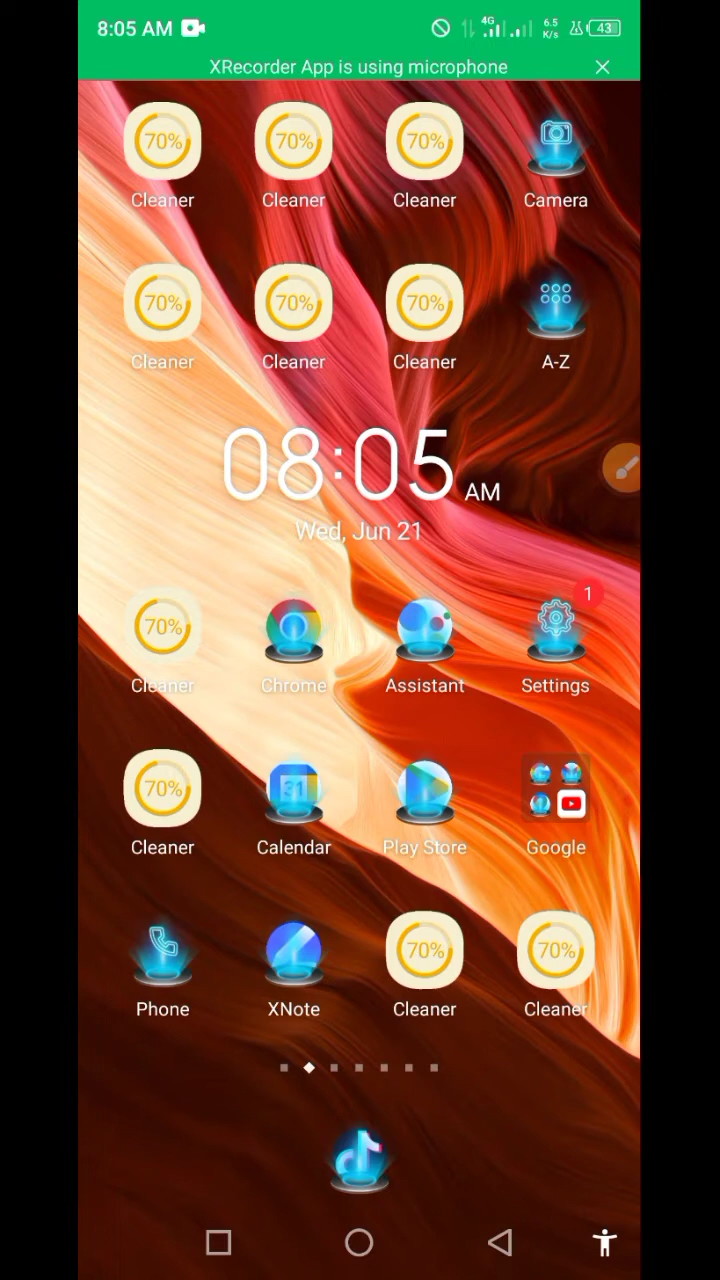 8:05 AM
4G
6.5
K/s
43
XRecorder App is using microphone
70% 70% 70%
Cleaner Cleaner Cleaner Camera
70% 70% 70%
Cleaner Cleaner Cleaner A-Z
08:05 AM
Wed, Jun 21
1
70%
Cleaner Chrome Assistant Settings
70% 31
Cleaner Calendar Play Store Google
70% 70%
Phone XNote Cleaner Cleaner